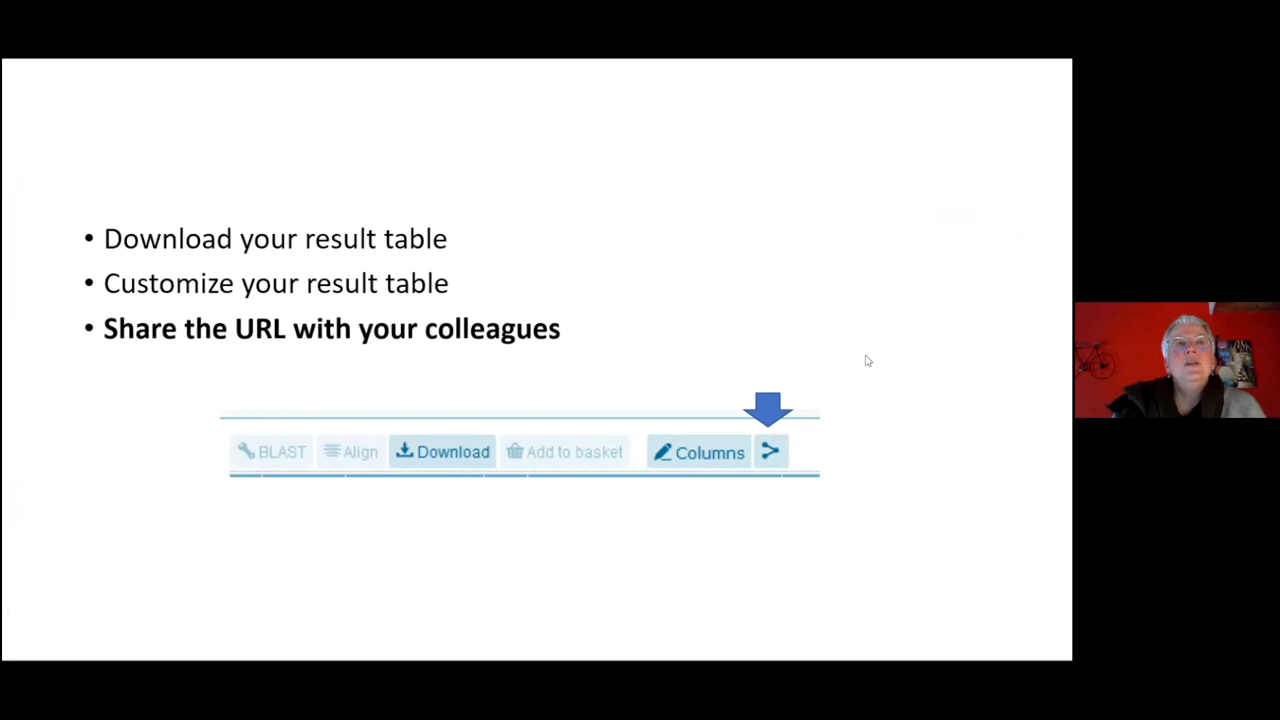 • Download your result table
• Customize your result table
• Share the URL with your colleagues
BLAST Align Download Add to basket Columns